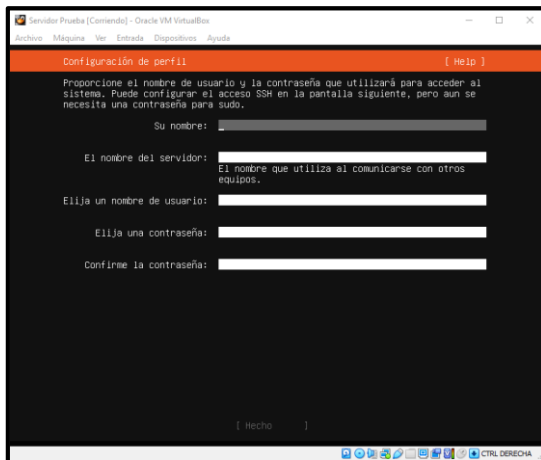 Servidor Prueba [Corriendo] - Oracle VM VirtualBox
Archivo Máquina Ver Entrada Dispositivos Ayuda
Configuración de perfil [ Help ]
Proporcione el nombre de usuario y la contraseña que utilizará para acceder al
sistema. Puede configurar el acceso SSH en la pantalla siguiente, pero aun se
necesita una contraseña para sudo.
Su nombre:
El nombre del servidor:
El nombre que utiliza al comunicarse con otros
equipos.
Elija un nombre de usuario:
Elija una contraseña:
Confirme la contraseña:
[ Hecho ]
CTRL DERECHA